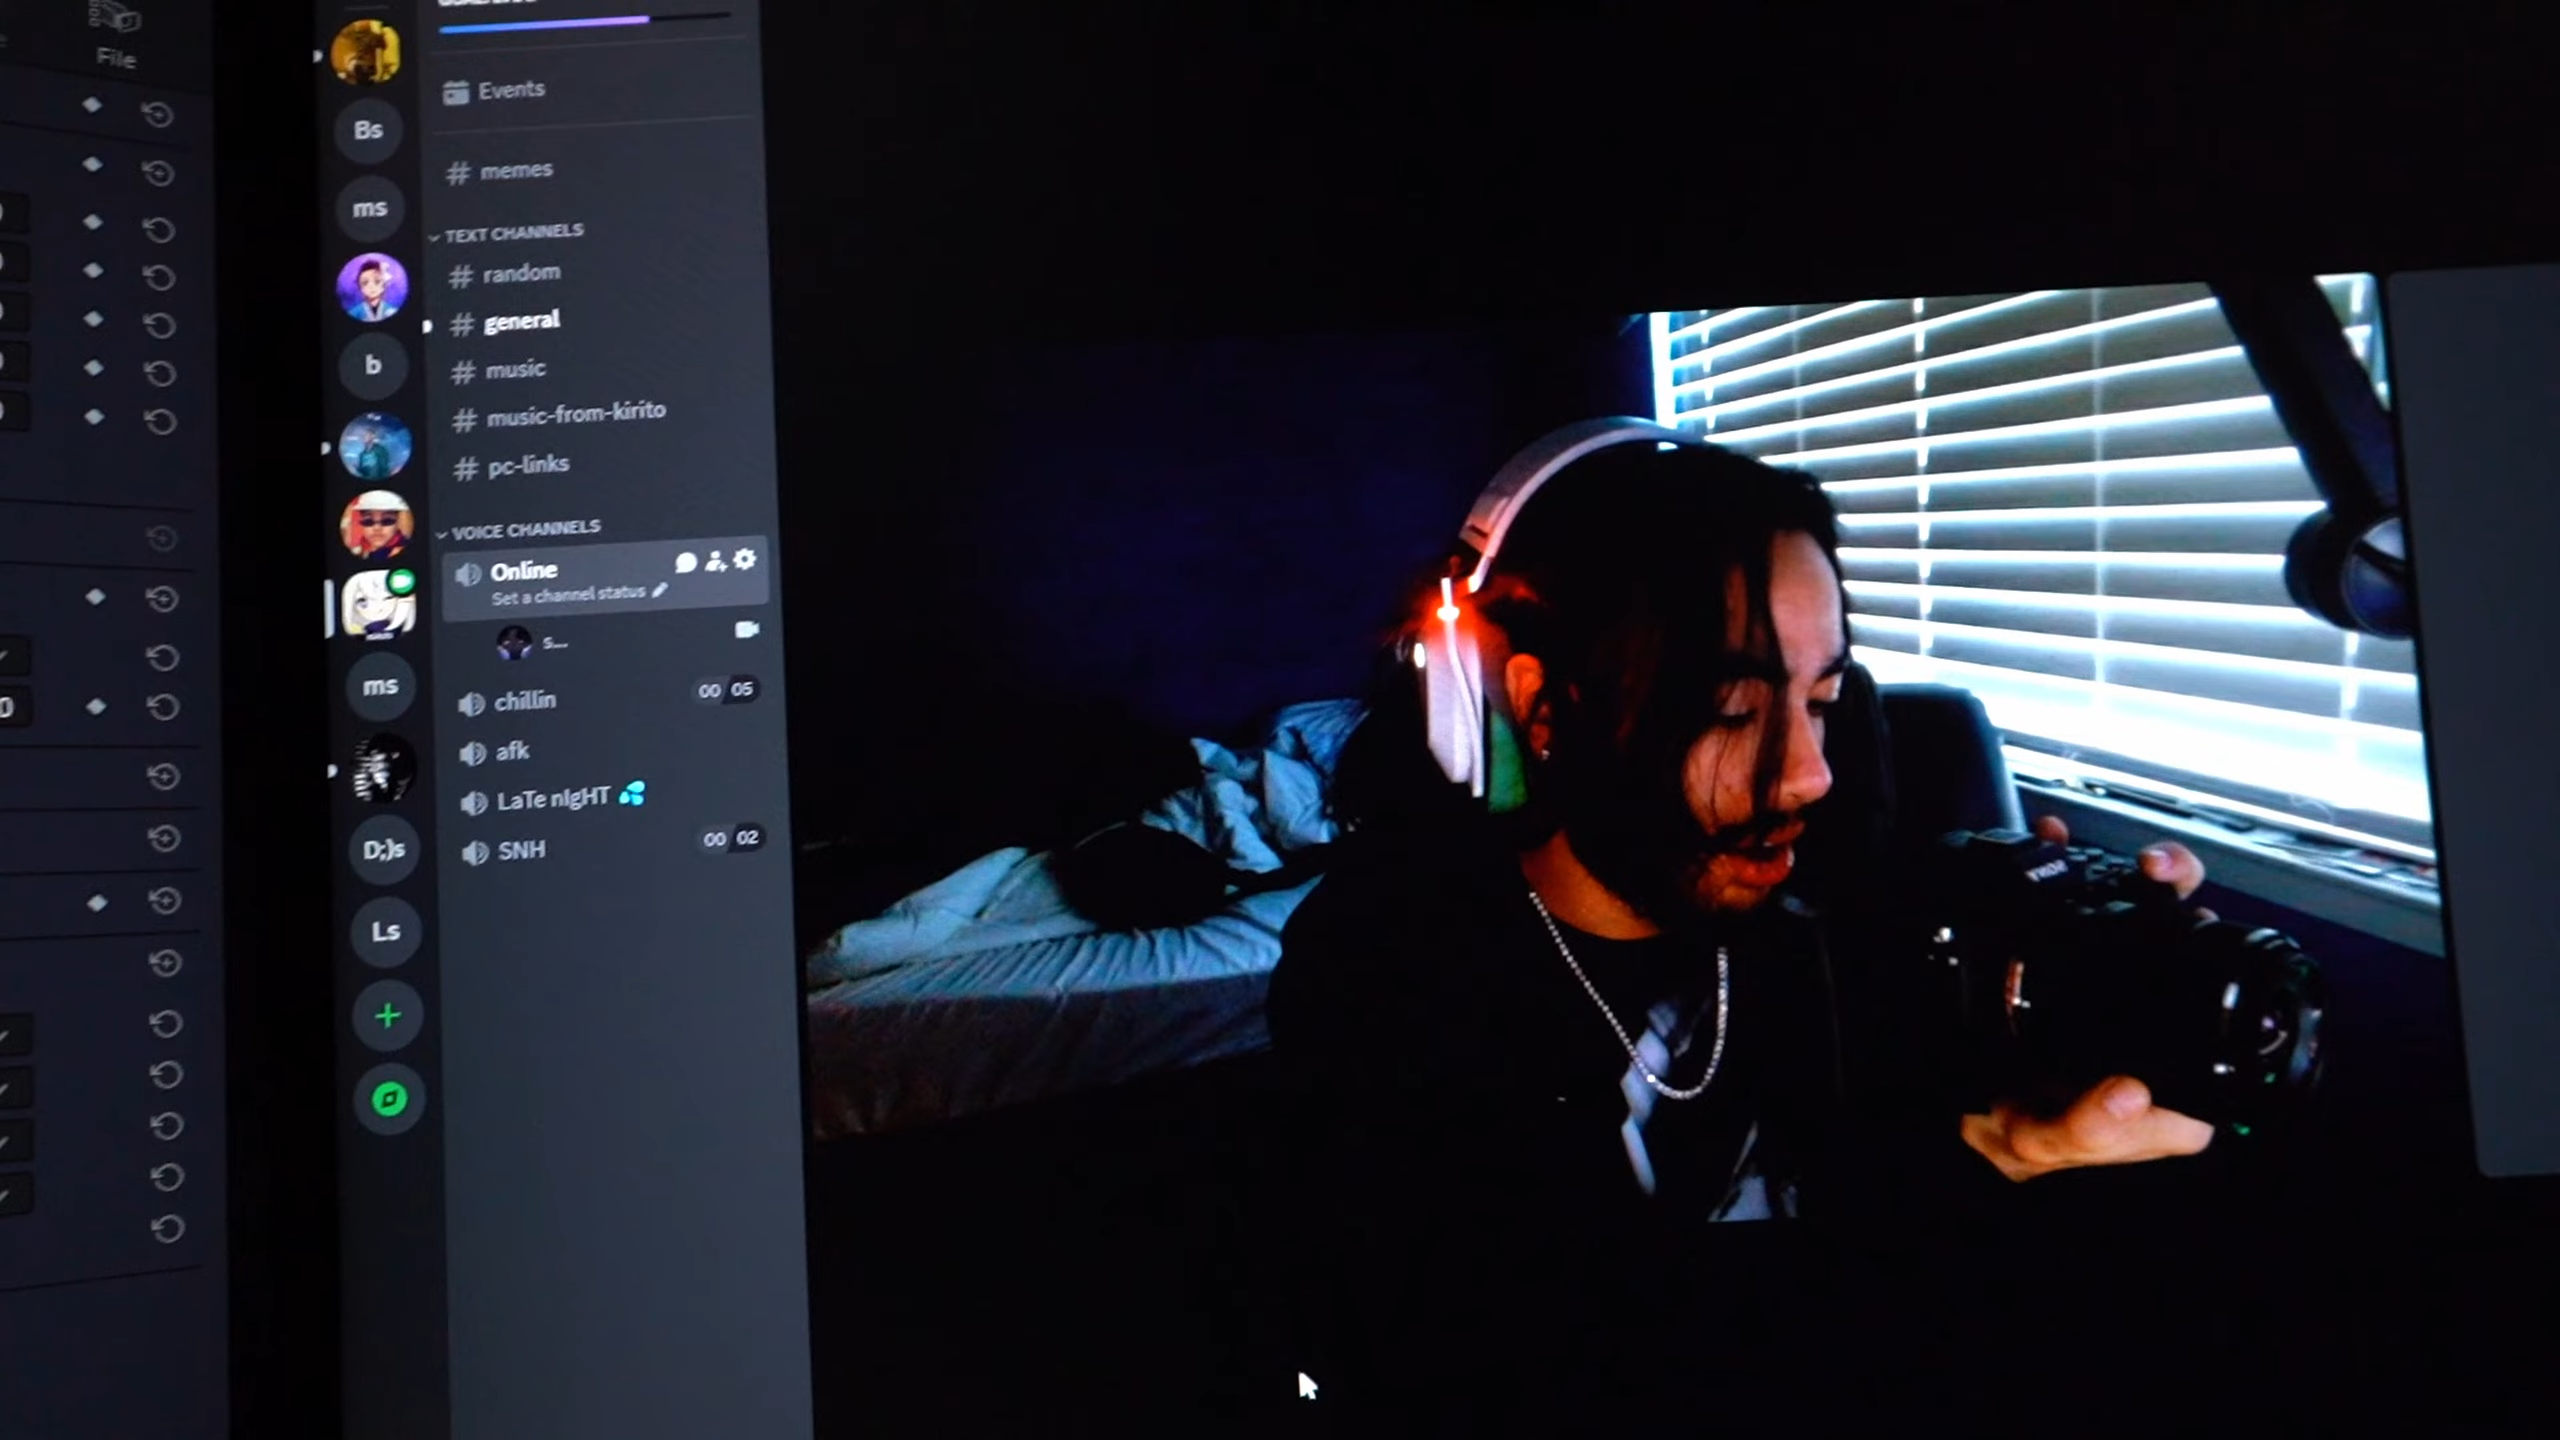 File
Events
Bs
# memes
ms
TEXT CHANNELS
# random
# general
b
# music
# music-from-kirito
# pc-links
VOICE CHANNELS
Online
Set a channel status
s...
ms
chillin 00 05
afk
LaTe nIgHT 💦
D;)s
SNH 00 02
Ls
SONY